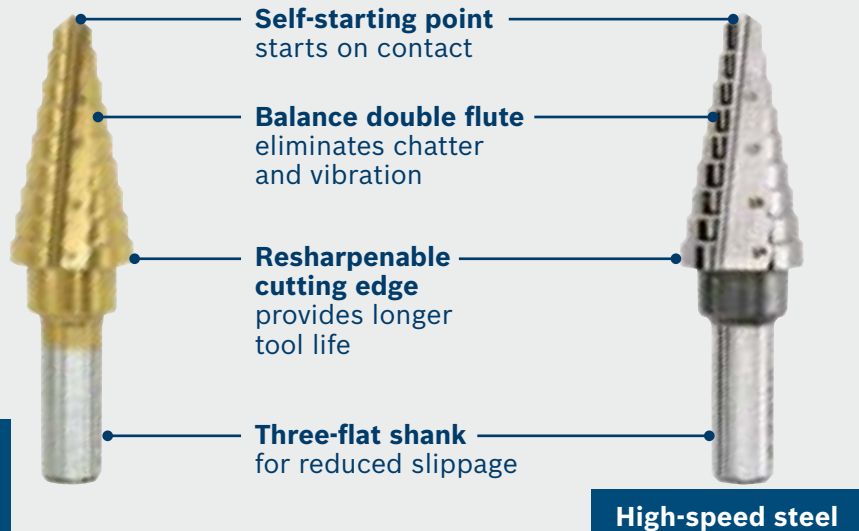 Self-starting point
starts on contact
Balance double flute
eliminates chatter
and vibration
Resharpenable
cutting edge
provides longer
tool life
Three-flat shank
for reduced slippage
High-speed steel